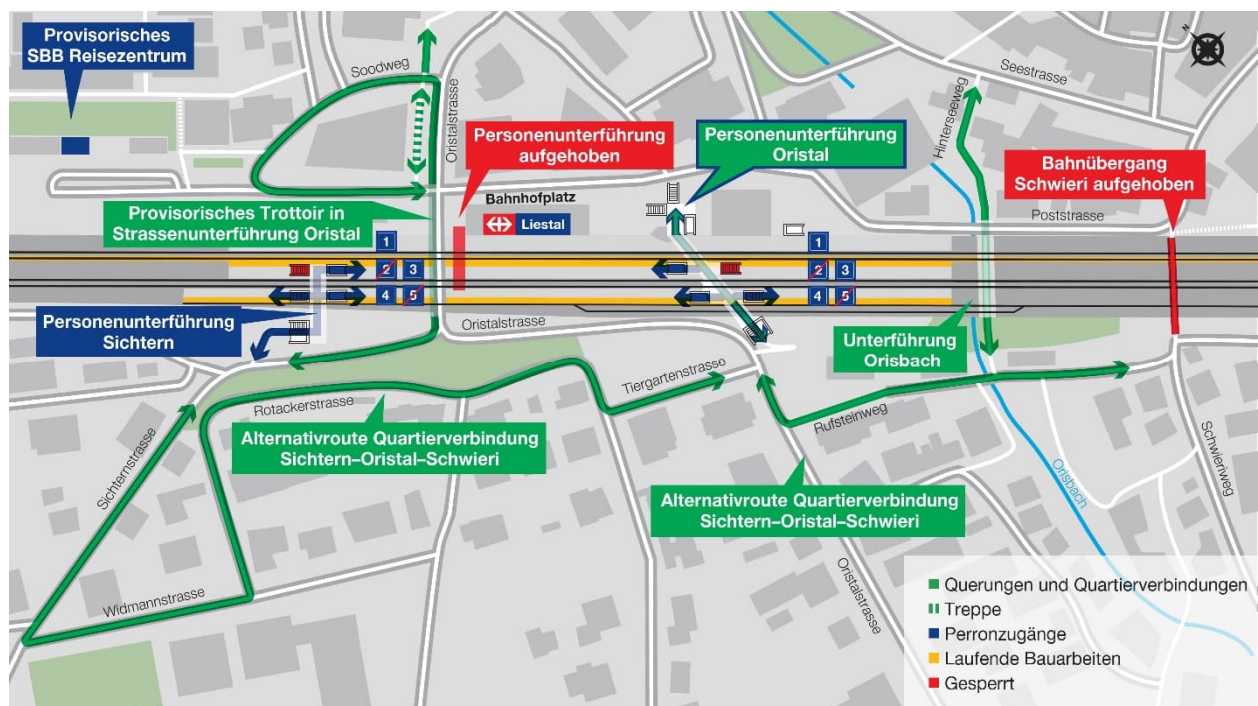 Provisorisches
SBB Reisezentrum
Soodweg
Oristalstrasse
Personenunterführung
aufgehoben
Personenunterführung
Oristal
Hinterseeweg
Seestrasse
N
Bahnübergang
Schwieri aufgehoben
Provisorisches Trottoir in
Strassenunterführung Oristal
Bahnhofplatz
Liestal
Poststrasse
1
2 3
4 5
1
2 3
4 5
Personenunterführung
Sichtern
Oristalstrasse
Unterführung
Orisbach
Tiergartenstrasse
Rotackerstrasse
Rufsteinweg
Sichternstrasse
Alternativroute Quartierverbindung
Sichtern–Oristal–Schwieri
Alternativroute Quartierverbindung
Sichtern–Oristal–Schwieri
Schwieriweg
Orisbach
Widmannstrasse
Oristalstrasse
Querungen und Quartierverbindungen
Treppe
Perronzugänge
Laufende Bauarbeiten
Gesperrt